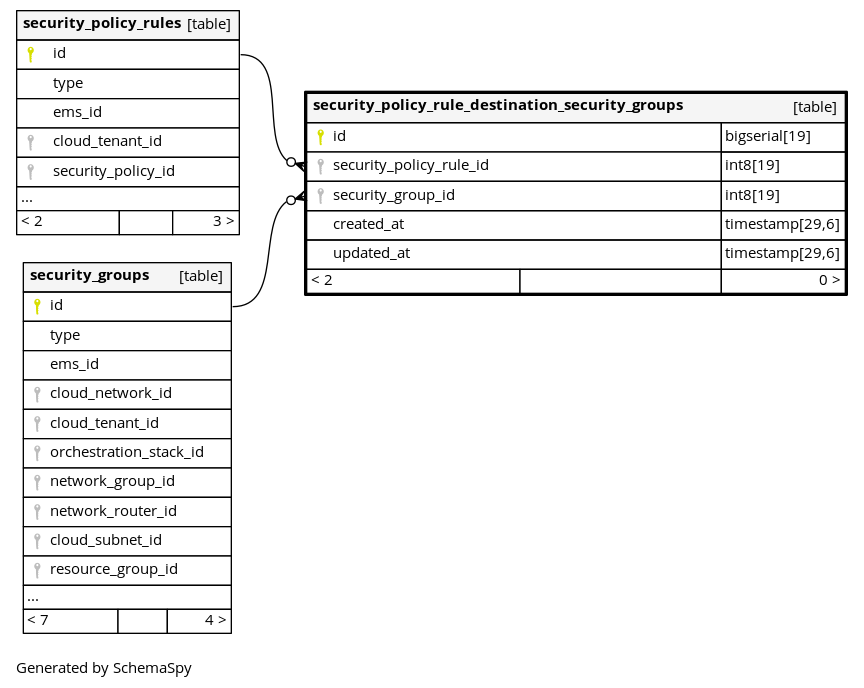 security_policy_rules [table]
id
type
ems_id
cloud_tenant_id
security_policy_id
...
< 2 3 >
security_policy_rule_destination_security_groups [table]
id bigserial[19]
security_policy_rule_id int8[19]
security_group_id int8[19]
created_at timestamp[29,6]
updated_at timestamp[29,6]
< 2 0 >
security_groups [table]
id
type
ems_id
cloud_network_id
cloud_tenant_id
orchestration_stack_id
network_group_id
network_router_id
cloud_subnet_id
resource_group_id
...
< 7 4 >
Generated by SchemaSpy